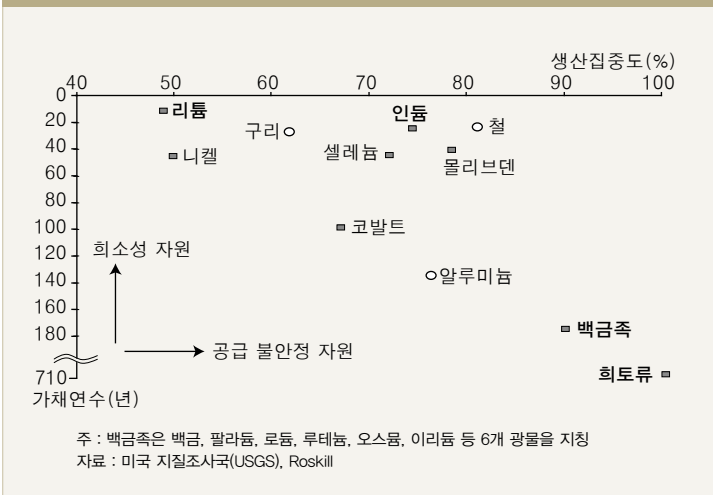 생산집중도(%)
40 50 60 70 80 90 100
0
20
40
60
80
100
120
140
160
180
710
가채연수(년)
리튬
구리
인듐
철
니켈
셀레늄
몰리브덴
코발트
희소성 자원
알루미늄
백금족
공급 불안정 자원
희토류
주 : 백금족은 백금, 팔라듐, 로듐, 루테늄, 오스뮴, 이리듐 등 6개 광물을 지칭
자료 : 미국 지질조사국(USGS), Roskill